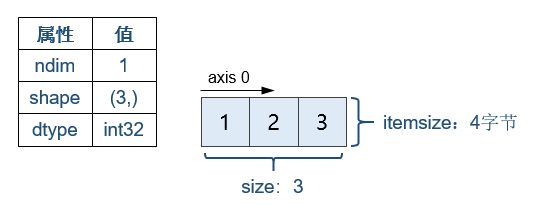 属性 值
ndim 1
shape (3,)
dtype int32
axis 0
1 2 3
itemsize：4字节
size：3